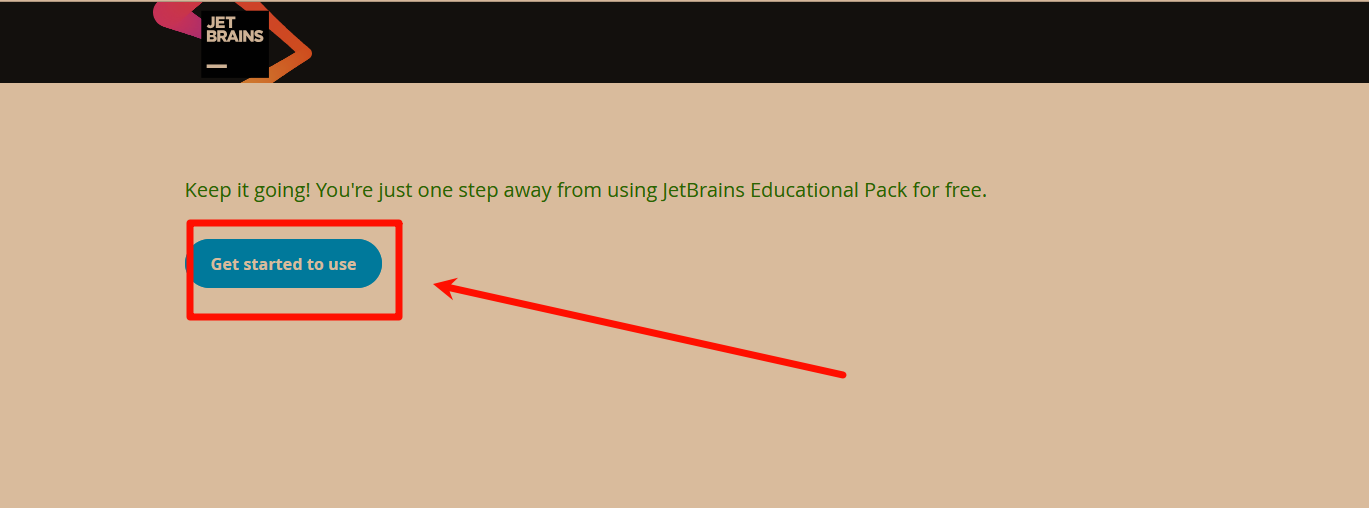 JET
BRAINS
Keep it going! You're just one step away from using JetBrains Educational Pack for free.
Get started to use